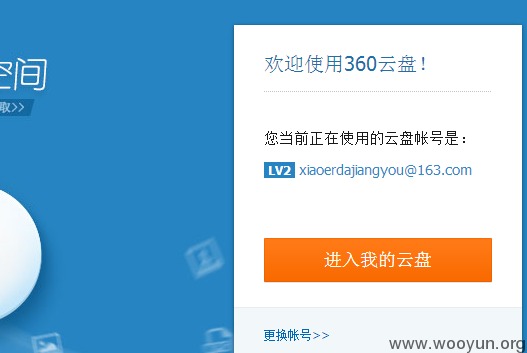 空间
取>>
欢迎使用360云盘！
您当前正在使用的云盘帐号是：
LV2 xiaoerdajiangyou@163.com
进入我的云盘
更换帐号>>
www.wooyun.org